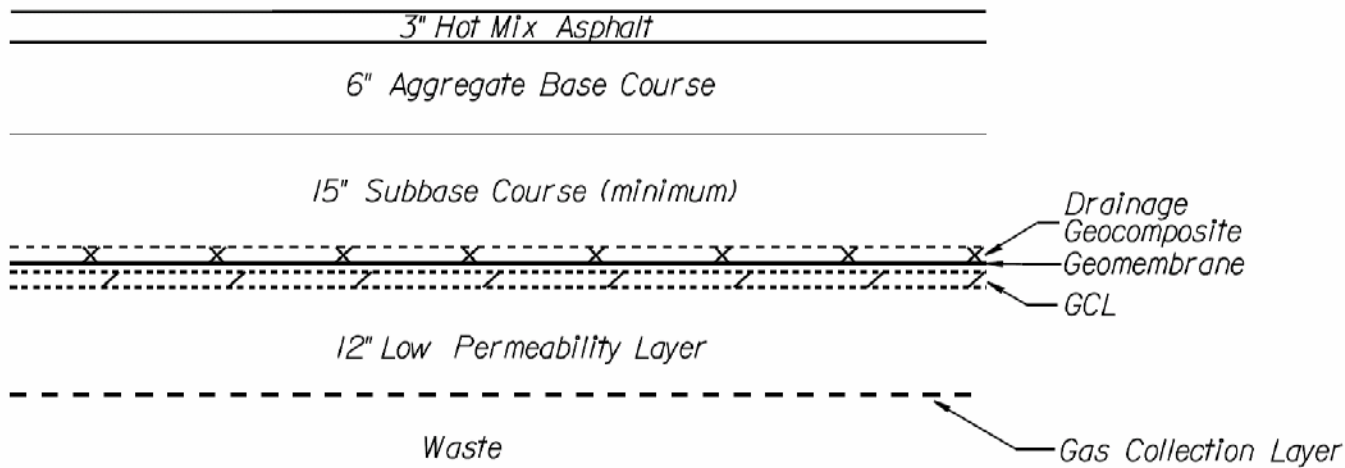 3" Hot Mix Asphalt
6" Aggregate Base Course
15" Subbase Course (minimum)
Drainage
Geocomposite
Geomembrane
GCL
12" Low Permeability Layer
Waste
Gas Collection Layer